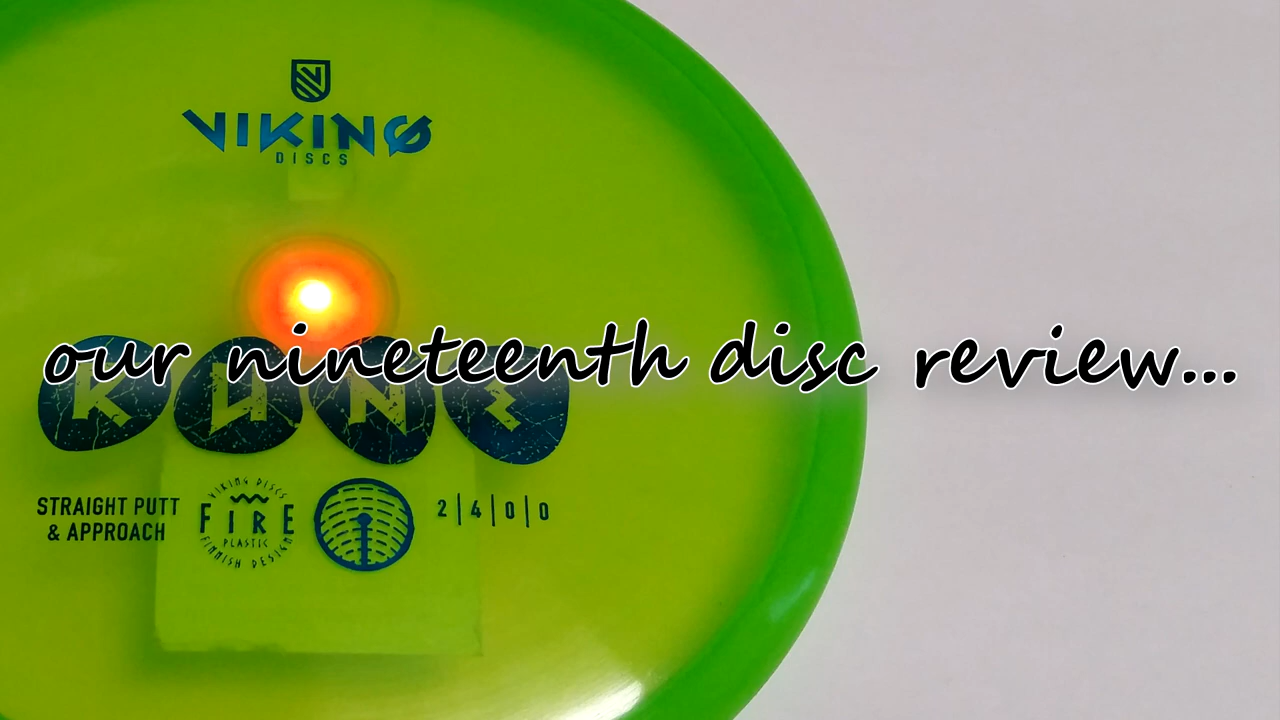 VIKING
DISCS
our nineteenth disc review...
RUNE
STRAIGHT PUTT
& APPROACH
VIKING DISCS
FIRE
PLASTIC
FINNISH DESIGN
2|4|0|0